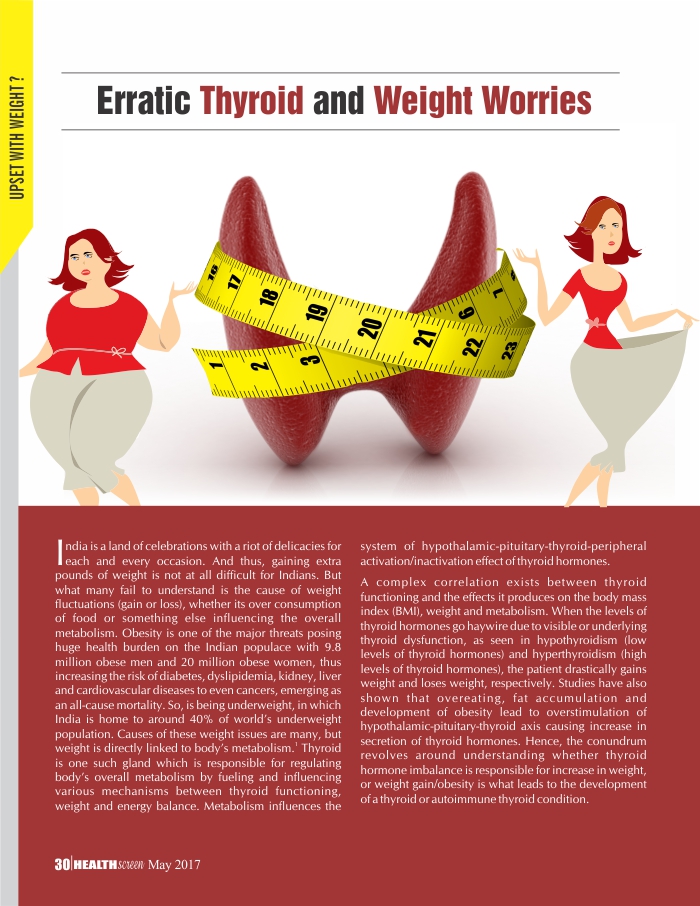 UPSET WITH WEIGHT ?
Erratic Thyroid and Weight Worries
16 17 18 19 20 21 22 23
1 2 3 6 7
India is a land of celebrations with a riot of delicacies for
each and every occasion. And thus, gaining extra
pounds of weight is not at all difficult for Indians. But
what many fail to understand is the cause of weight
fluctuations (gain or loss), whether its over consumption
of food or something else influencing the overall
metabolism. Obesity is one of the major threats posing
huge health burden on the Indian populace with 9.8
million obese men and 20 million obese women, thus
increasing the risk of diabetes, dyslipidemia, kidney, liver
and cardiovascular diseases to even cancers, emerging as
an all-cause mortality. So, is being underweight, in which
India is home to around 40% of world's underweight
population. Causes of these weight issues are many, but
weight is directly linked to body's metabolism.¹ Thyroid
is one such gland which is responsible for regulating
body's overall metabolism by fueling and influencing
various mechanisms between thyroid functioning,
weight and energy balance. Metabolism influences the
system of hypothalamic-pituitary-thyroid-peripheral
activation/inactivation effect of thyroid hormones.
A complex correlation exists between thyroid
functioning and the effects it produces on the body mass
index (BMI), weight and metabolism. When the levels of
thyroid hormones go haywire due to visible or underlying
thyroid dysfunction, as seen in hypothyroidism (low
levels of thyroid hormones) and hyperthyroidism (high
levels of thyroid hormones), the patient drastically gains
weight and loses weight, respectively. Studies have also
shown that overeating, fat accumulation and
development of obesity lead to overstimulation of
hypothalamic-pituitary-thyroid axis causing increase in
secretion of thyroid hormones. Hence, the conundrum
revolves around understanding whether thyroid
hormone imbalance is responsible for increase in weight,
or weight gain/obesity is what leads to the development
of a thyroid or autoimmune thyroid condition.
30|HEALTHscreen May 2017